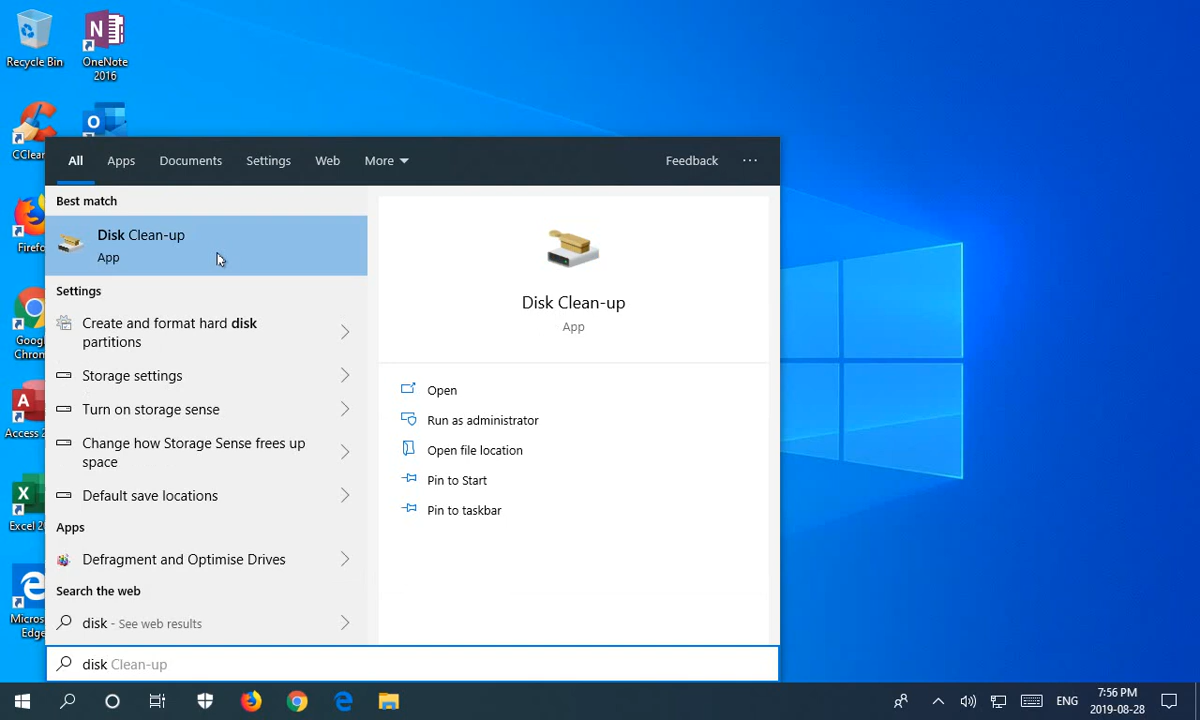 Recycle Bin
OneNote
2016
CClean
Firefo
Goog
Chron
Access 2
Excel 2
Micros
Edge
All
Apps
Documents
Settings
Web
More
Feedback
...
Best match
Disk Clean-up
App
Settings
Create and format hard disk
partitions
Storage settings
Turn on storage sense
Change how Storage Sense frees up
space
Default save locations
Apps
Defragment and Optimise Drives
Search the web
disk - See web results
disk Clean-up
Disk Clean-up
App
Open
Run as administrator
Open file location
Pin to Start
Pin to taskbar
ENG
7:56 PM
2019-08-28